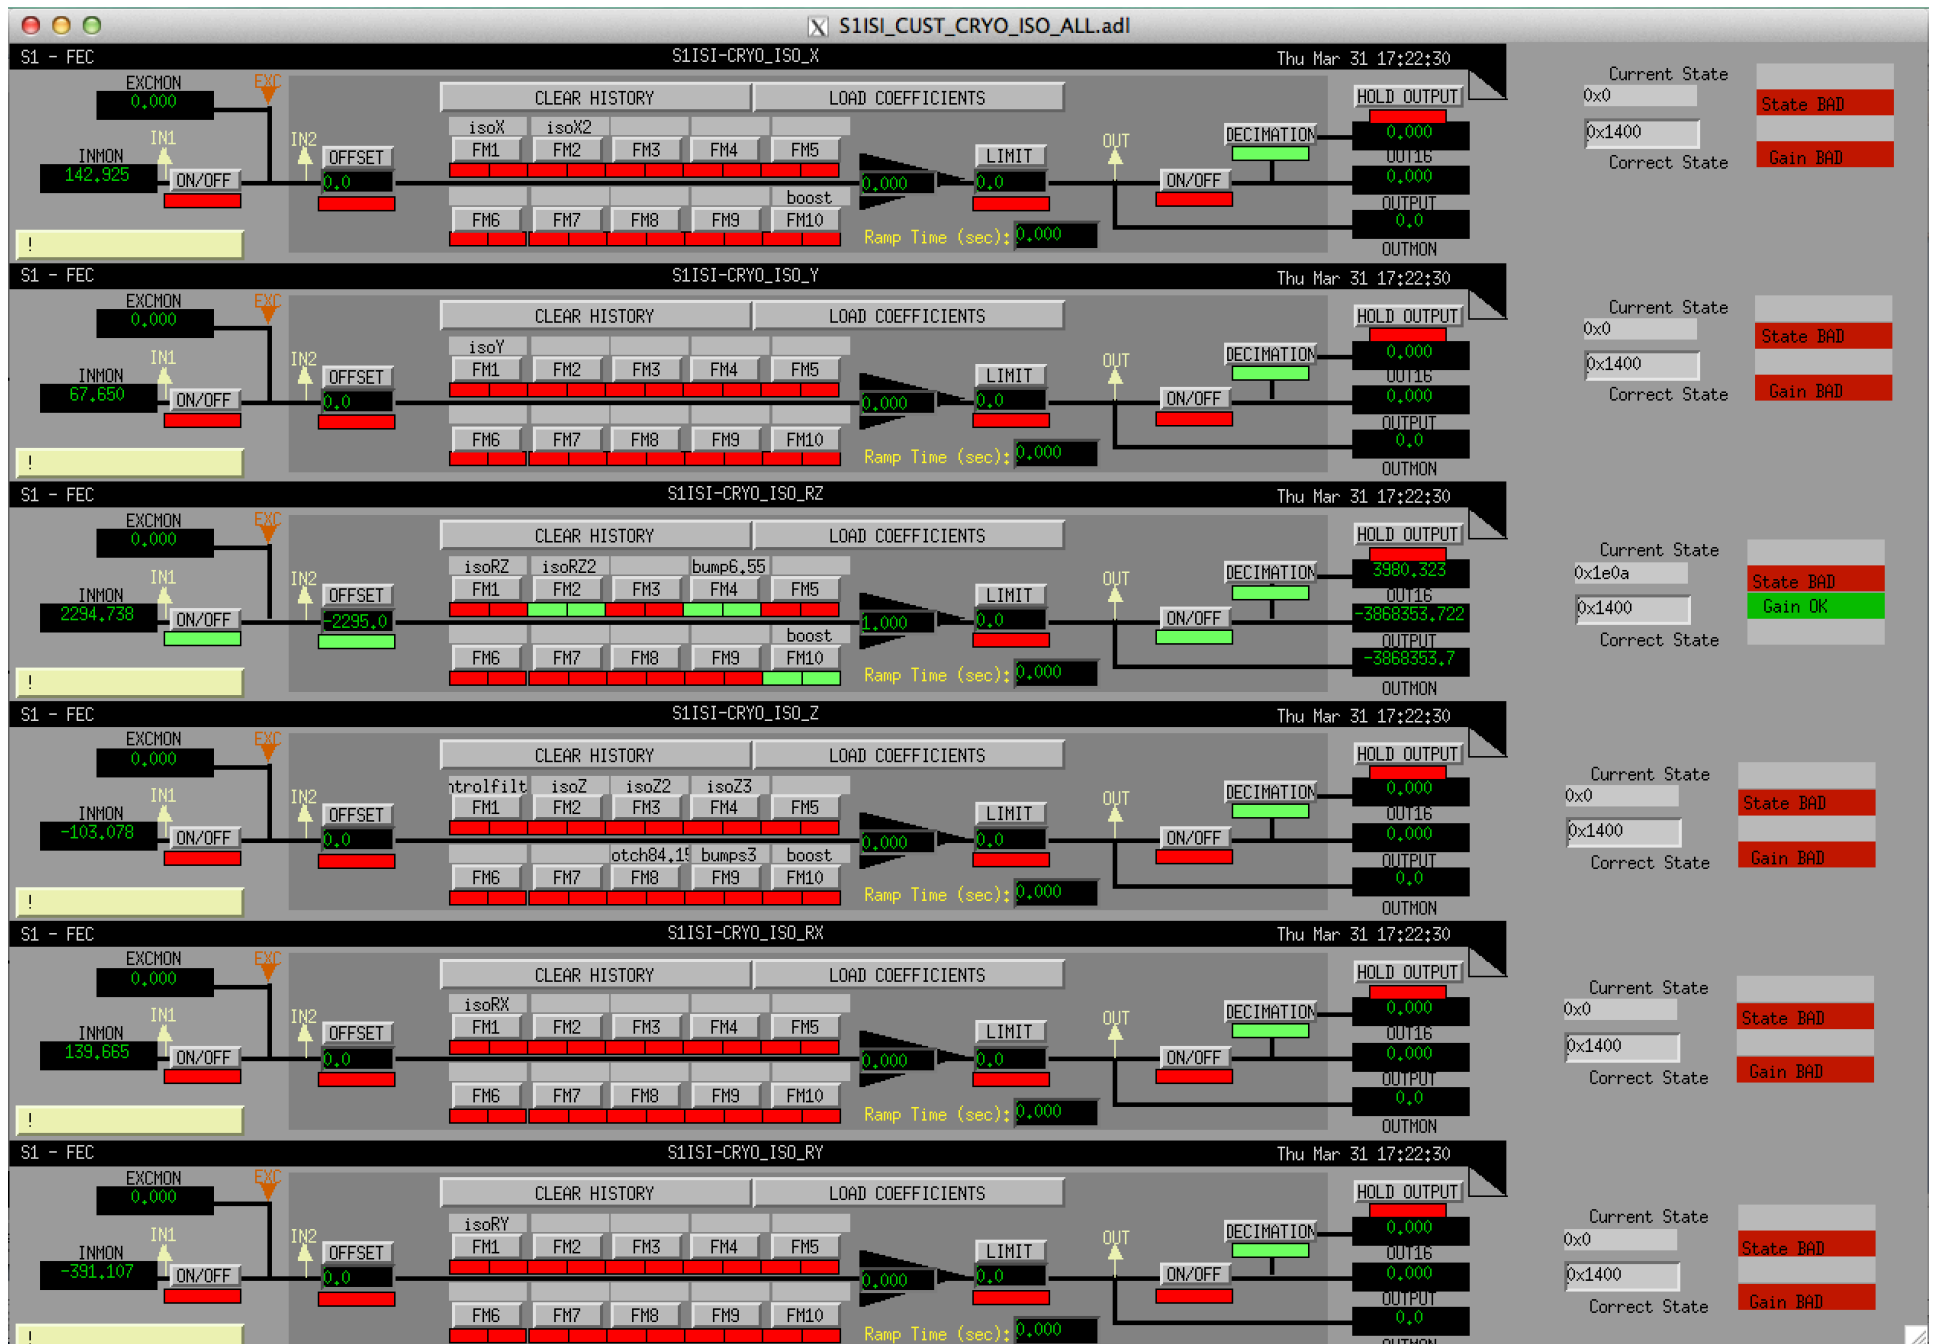 S1ISI_CUST_CRYO_ISO_ALL.adl
S1 - FEC S1ISI-CRYO_ISO_X Thu Mar 31 17:22:30
EXCMON EXC Current State
0.000 CLEAR HISTORY LOAD COEFFICIENTS HOLD OUTPUT 0x0 State BAD
IN1 IN2 isoX isoX2 OUT DECIMATION 0.000 0x1400
INMON OFFSET FM1 FM2 FM3 FM4 FM5 LIMIT OUT16 Correct State Gain BAD
142.925 ON/OFF 0.0 0.000 0.0 ON/OFF 0.000
boost OUTPUT
FM6 FM7 FM8 FM9 FM10 0.0
! Ramp Time (sec): 0.000 OUTMON
S1 - FEC S1ISI-CRYO_ISO_Y Thu Mar 31 17:22:30
EXCMON EXC Current State
0.000 CLEAR HISTORY LOAD COEFFICIENTS HOLD OUTPUT 0x0 State BAD
IN1 IN2 isoY OUT DECIMATION 0.000 0x1400
INMON OFFSET FM1 FM2 FM3 FM4 FM5 LIMIT OUT16 Correct State Gain BAD
67.650 ON/OFF 0.0 0.000 0.0 ON/OFF 0.000
OUTPUT
FM6 FM7 FM8 FM9 FM10 0.0
! Ramp Time (sec): 0.000 OUTMON
S1 - FEC S1ISI-CRYO_ISO_RZ Thu Mar 31 17:22:30
EXCMON EXC Current State
0.000 CLEAR HISTORY LOAD COEFFICIENTS HOLD OUTPUT 0x1e0a State BAD
IN1 IN2 isoRZ isoRZ2 bump6.55 OUT DECIMATION 3980.323
INMON OFFSET FM1 FM2 FM3 FM4 FM5 LIMIT OUT16 0x1400 Gain OK
2294.738 ON/OFF -2295.0 1.000 0.0 ON/OFF -3868353.722
boost OUTPUT Correct State
FM6 FM7 FM8 FM9 FM10 -3868353.7
! Ramp Time (sec): 0.000 OUTMON
S1 - FEC S1ISI-CRYO_ISO_Z Thu Mar 31 17:22:30
EXCMON EXC
0.000 CLEAR HISTORY LOAD COEFFICIENTS HOLD OUTPUT Current State
IN1 IN2 ntrolfilt isoZ isoZ2 isoZ3 OUT DECIMATION 0.000 0x0 State BAD
INMON OFFSET FM1 FM2 FM3 FM4 FM5 LIMIT OUT16 0x1400
-103.078 ON/OFF 0.0 0.000 0.0 ON/OFF 0.000
otch84.15 bumps3 boost OUTPUT Correct State Gain BAD
FM6 FM7 FM8 FM9 FM10 0.0
! Ramp Time (sec): 0.000 OUTMON
S1 - FEC S1ISI-CRYO_ISO_RX Thu Mar 31 17:22:30
EXCMON EXC
0.000 CLEAR HISTORY LOAD COEFFICIENTS HOLD OUTPUT Current State
IN1 IN2 isoRX OUT DECIMATION 0.000 0x0 State BAD
INMON OFFSET FM1 FM2 FM3 FM4 FM5 LIMIT OUT16 0x1400
139.665 ON/OFF 0.0 0.000 0.0 ON/OFF 0.000
OUTPUT Correct State Gain BAD
FM6 FM7 FM8 FM9 FM10 0.0
! Ramp Time (sec): 0.000 OUTMON
S1 - FEC S1ISI-CRYO_ISO_RY Thu Mar 31 17:22:30
EXCMON EXC
0.000 CLEAR HISTORY LOAD COEFFICIENTS HOLD OUTPUT Current State
IN1 IN2 isoRY OUT DECIMATION 0.000 0x0 State BAD
INMON OFFSET FM1 FM2 FM3 FM4 FM5 LIMIT OUT16
-391.107 ON/OFF 0.0 0.000 0.0 ON/OFF 0.000 0x1400
OUTPUT Correct State Gain BAD
FM6 FM7 FM8 FM9 FM10 0.0
! Ramp Time (sec): 0.000 OUTMON